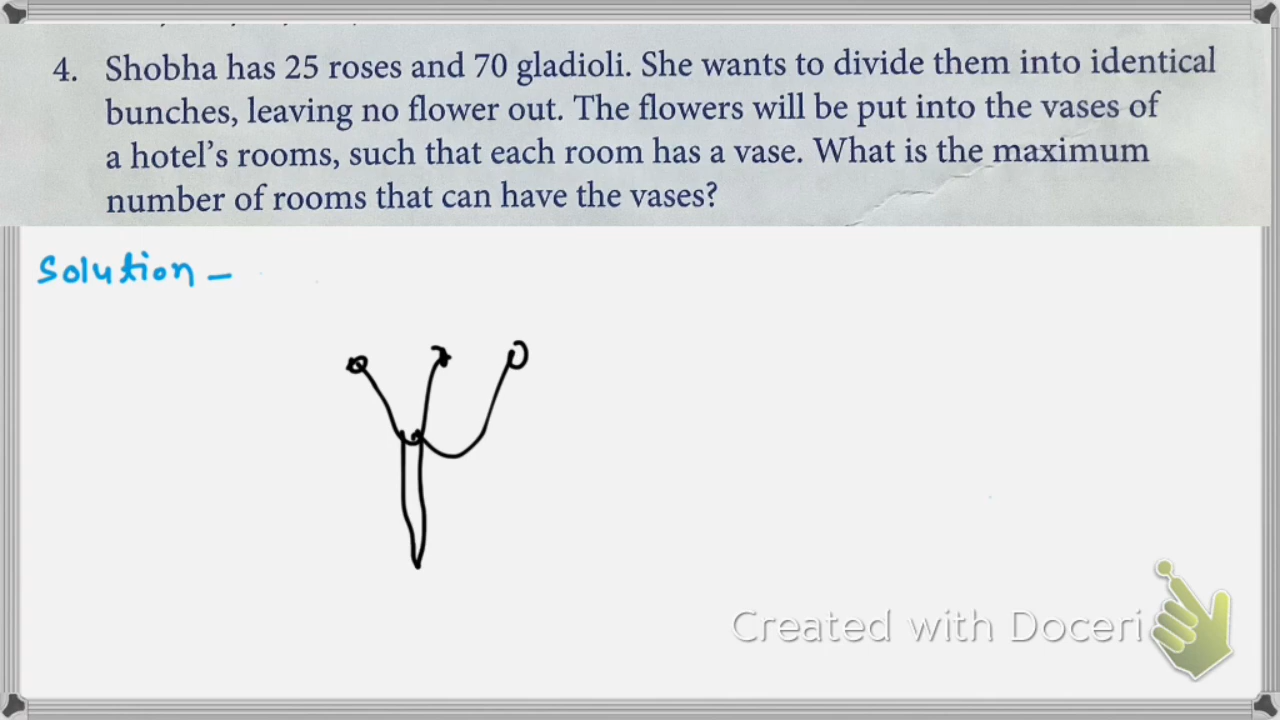 4. Shobha has 25 roses and 70 gladioli. She wants to divide them into identical
bunches, leaving no flower out. The flowers will be put into the vases of
a hotel's rooms, such that each room has a vase. What is the maximum
number of rooms that can have the vases?
Solution -
Created with Doceri